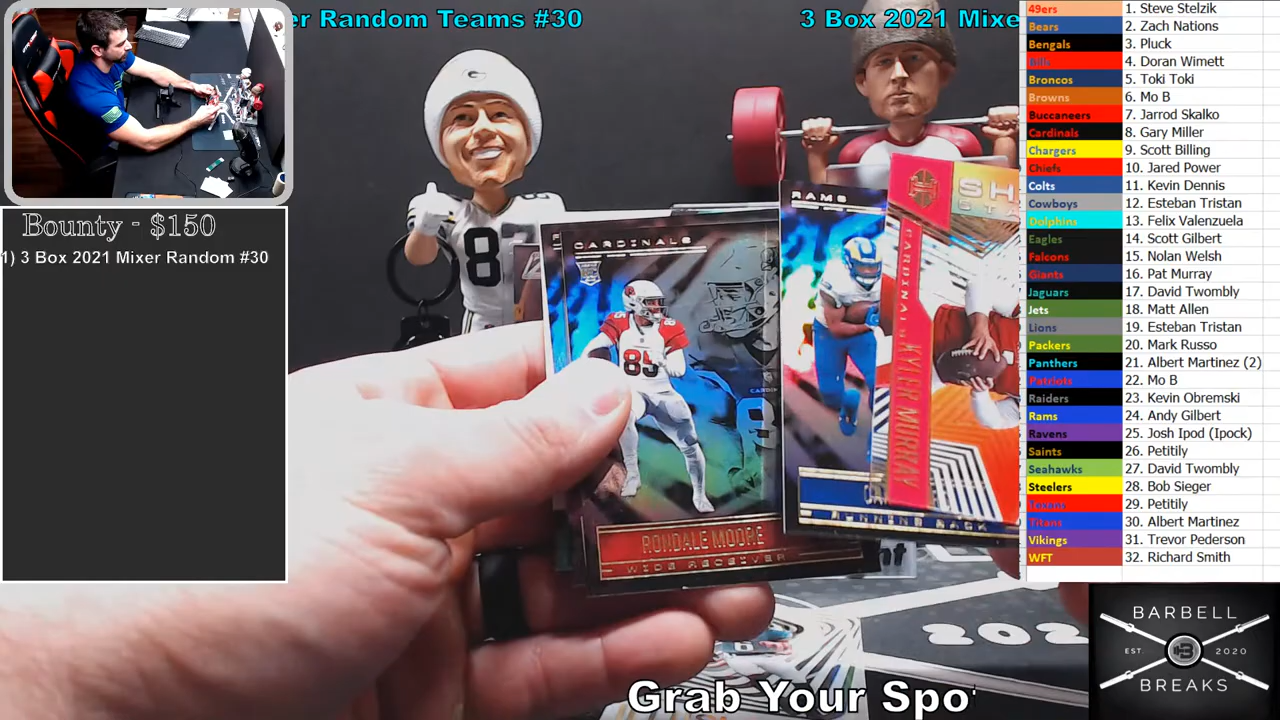 er Random Teams #30
3 Box 2021 Mixe
Bounty - $150
1) 3 Box 2021 Mixer Random #30
CARDINALS
85
RONDALE MOORE
WIDE RECEIVER
RAMS
RUNNING BACK
SH
ST
CARDINALS
KYLER MURRAY
8
G
202
49ers 1. Steve Stelzik
Bears 2. Zach Nations
Bengals 3. Pluck
Bills 4. Doran Wimett
Broncos 5. Toki Toki
Browns 6. Mo B
Buccaneers 7. Jarrod Skalko
Cardinals 8. Gary Miller
Chargers 9. Scott Billing
Chiefs 10. Jared Power
Colts 11. Kevin Dennis
Cowboys 12. Esteban Tristan
Dolphins 13. Felix Valenzuela
Eagles 14. Scott Gilbert
Falcons 15. Nolan Welsh
Giants 16. Pat Murray
Jaguars 17. David Twombly
Jets 18. Matt Allen
Lions 19. Esteban Tristan
Packers 20. Mark Russo
Panthers 21. Albert Martinez (2)
Patriots 22. Mo B
Raiders 23. Kevin Obremski
Rams 24. Andy Gilbert
Ravens 25. Josh Ipod (Ipock)
Saints 26. Petitily
Seahawks 27. David Twombly
Steelers 28. Bob Sieger
Texans 29. Petitily
Titans 30. Albert Martinez
Vikings 31. Trevor Pederson
WFT 32. Richard Smith
BARBELL
EST. 2020
BREAKS
Grab Your Spo